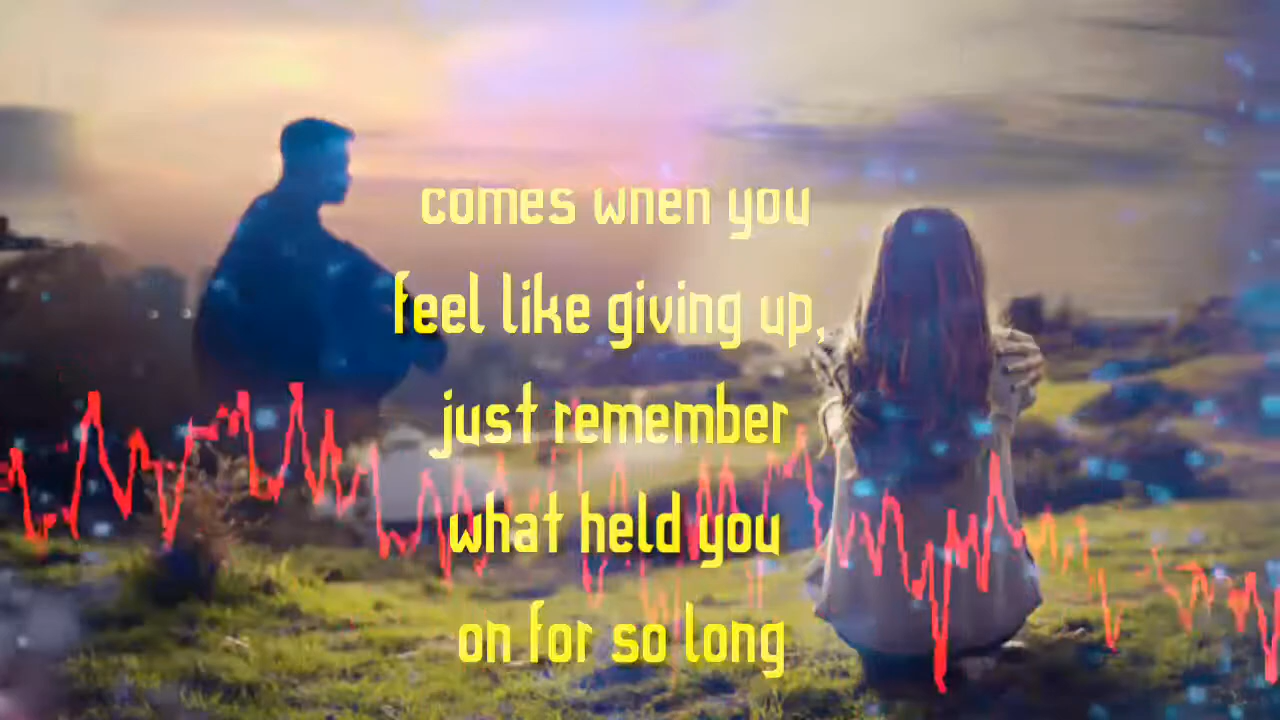 comes when you
feel like giving up,
just remember
what held you
on for so long